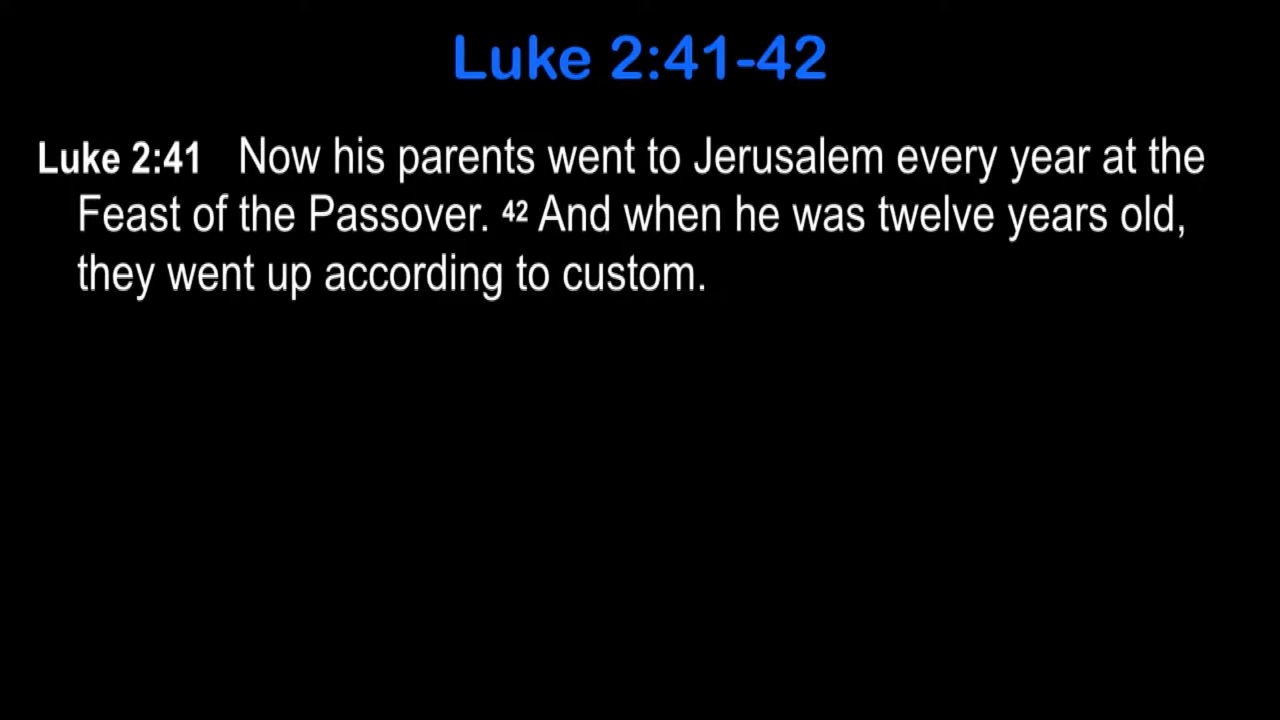 Luke 2:41-42
Luke 2:41 Now his parents went to Jerusalem every year at the
Feast of the Passover. 42 And when he was twelve years old,
they went up according to custom.